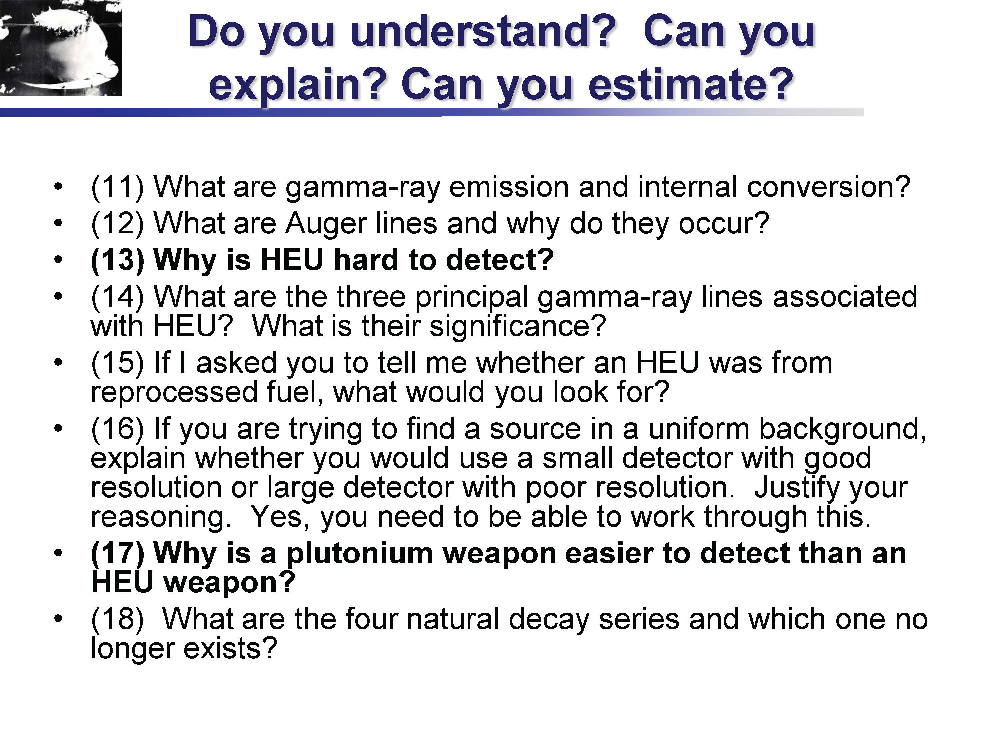 Do you understand?  Can you
explain? Can you estimate?
• (11) What are gamma-ray emission and internal conversion?
• (12) What are Auger lines and why do they occur?
• (13) Why is HEU hard to detect?
• (14) What are the three principal gamma-ray lines associated
with HEU?  What is their significance?
• (15) If I asked you to tell me whether an HEU was from
reprocessed fuel, what would you look for?
• (16) If you are trying to find a source in a uniform background,
explain whether you would use a small detector with good
resolution or large detector with poor resolution.  Justify your
reasoning.  Yes, you need to be able to work through this.
• (17) Why is a plutonium weapon easier to detect than an
HEU weapon?
• (18)  What are the four natural decay series and which one no
longer exists?